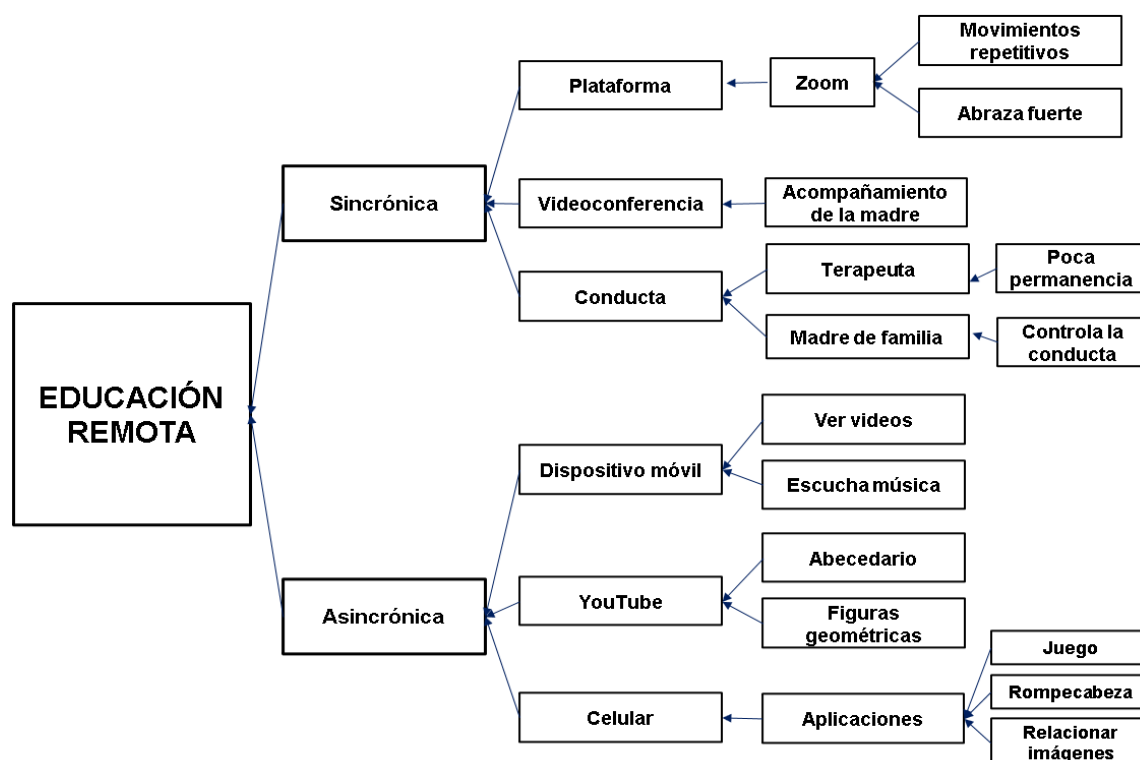 Movimientos
repetitivos
Plataforma
Zoom
Abraza fuerte
Sincrónica
Videoconferencia
Acompañamiento
de la madre
Conducta
Terapeuta
Poca
permanencia
Madre de familia
Controla la
conducta
EDUCACIÓN
REMOTA
Ver videos
Dispositivo móvil
Escucha música
Asincrónica
Abecedario
YouTube
Figuras
geométricas
Celular
Aplicaciones
Juego
Rompecabeza
Relacionar
imágenes